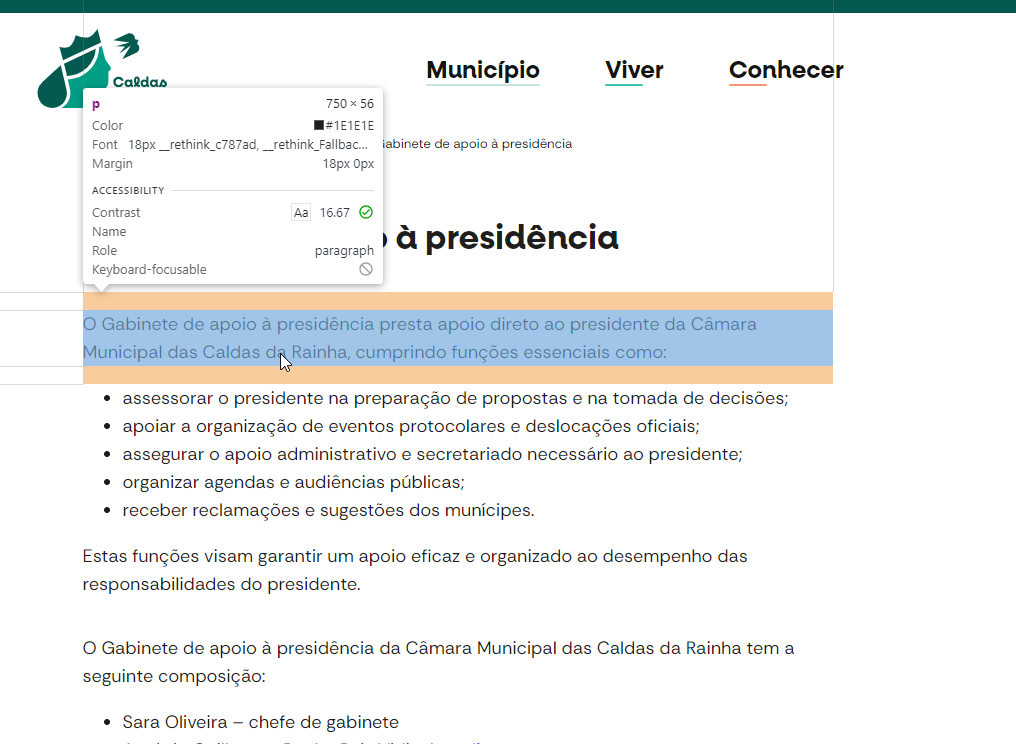 Caldas
Município
Viver
Conhecer
Gabinete de apoio à presidência
p
750 × 56
Color
#1E1E1E
Font
18px __rethink_c787ad, __rethink_Fallbac...
Margin
18px 0px
ACCESSIBILITY
Contrast
Aa 16.67
Name
Role
paragraph
Keyboard-focusable
à presidência
O Gabinete de apoio à presidência presta apoio direto ao presidente da Câmara
Municipal das Caldas da Rainha, cumprindo funções essenciais como:
• assessorar o presidente na preparação de propostas e na tomada de decisões;
• apoiar a organização de eventos protocolares e deslocações oficiais;
• assegurar o apoio administrativo e secretariado necessário ao presidente;
• organizar agendas e audiências públicas;
• receber reclamações e sugestões dos munícipes.
Estas funções visam garantir um apoio eficaz e organizado ao desempenho das
responsabilidades do presidente.
O Gabinete de apoio à presidência da Câmara Municipal das Caldas da Rainha tem a
seguinte composição:
• Sara Oliveira – chefe de gabinete